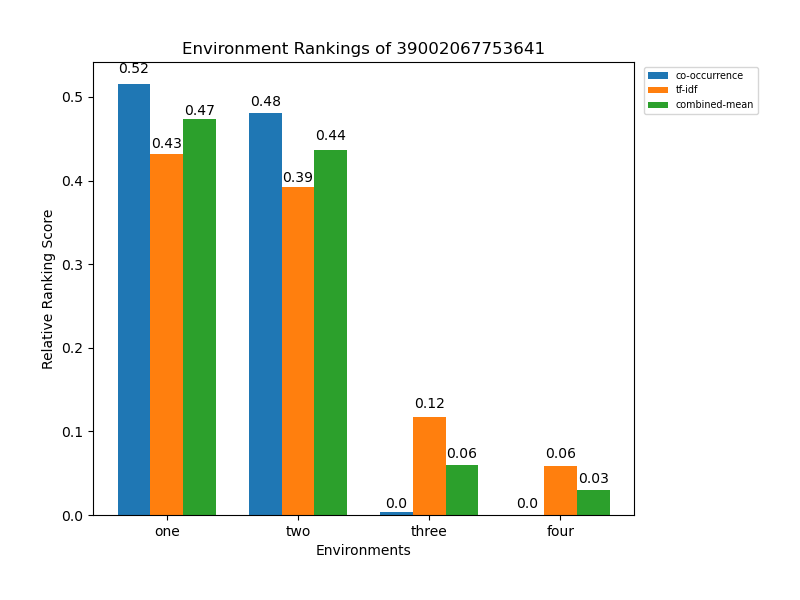 Environment Rankings of 39002067753641
co-occurrence
tf-idf
combined-mean
Relative Ranking Score
0.5
0.4
0.3
0.2
0.1
0.0
0.52
0.43
0.47
0.48
0.39
0.44
0.0
0.12
0.06
0.0
0.06
0.03
one two three four
Environments